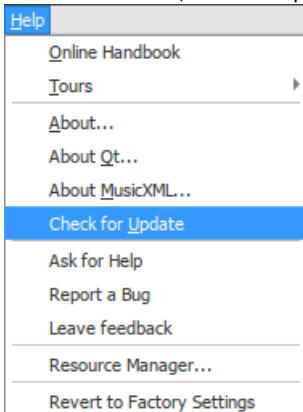 Help
Online Handbook
Tours
About...
About Qt...
About MusicXML...
Check for Update
Ask for Help
Report a Bug
Leave feedback
Resource Manager...
Revert to Factory Settings